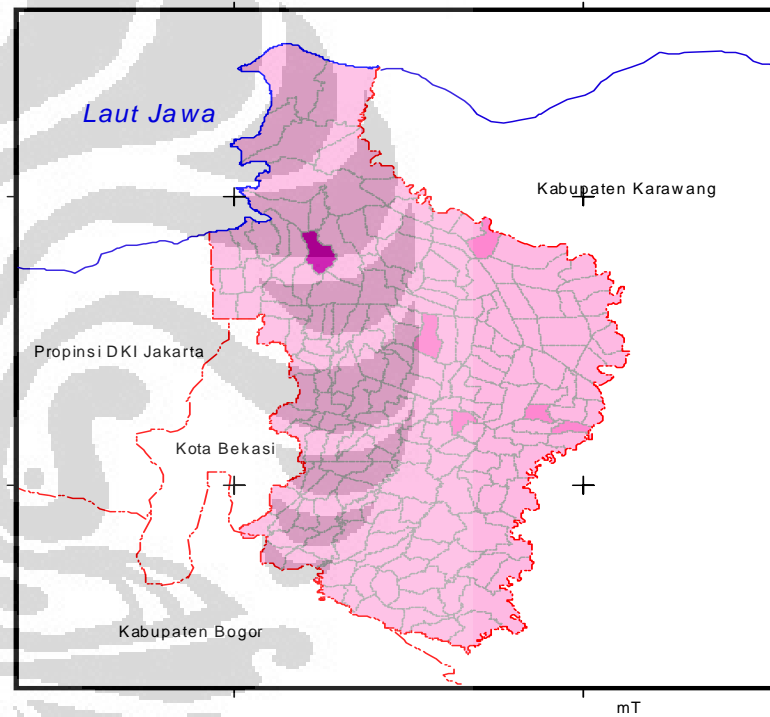 Laut Jawa
Kabupaten Karawang
Propinsi DKI Jakarta
Kota Bekasi
Kabupaten Bogor
mT